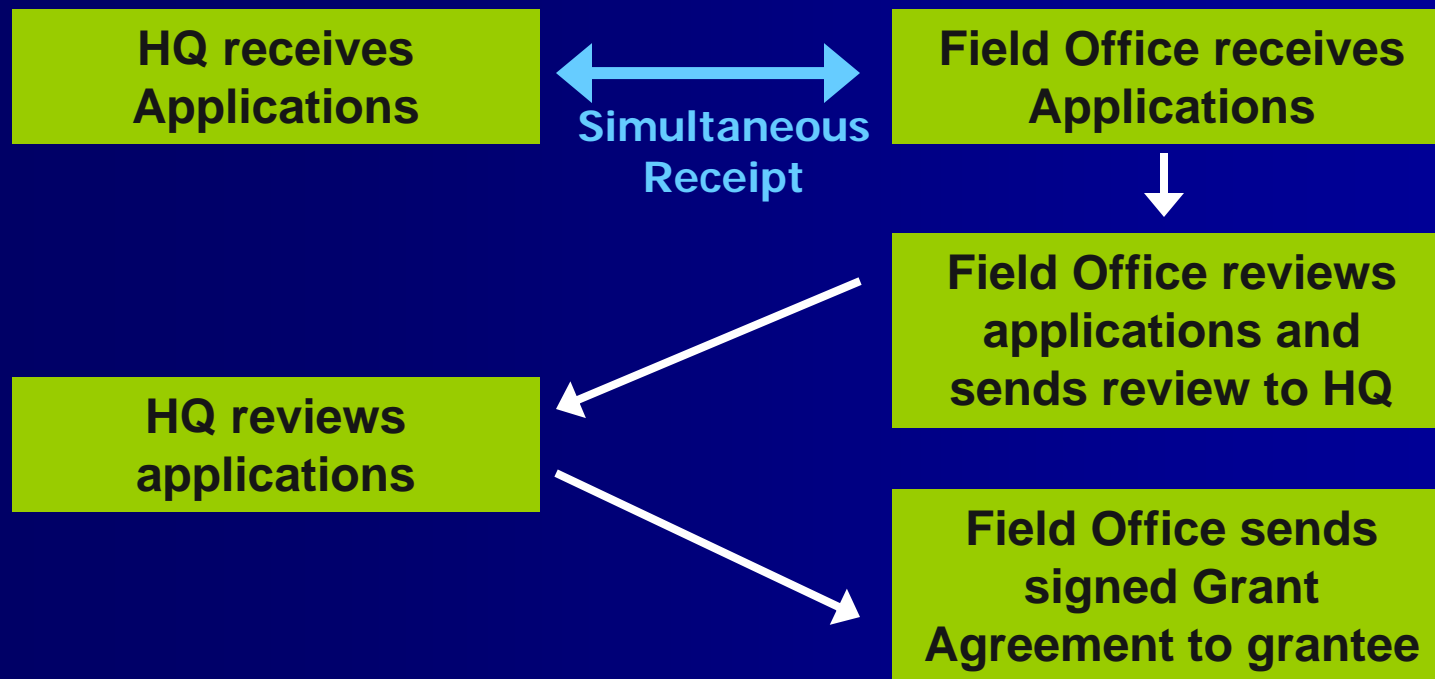 HQ receives
Applications
Simultaneous
Receipt
Field Office receives
Applications
Field Office reviews
applications and
sends review to HQ
HQ reviews
applications
Field Office sends
signed Grant
Agreement to grantee